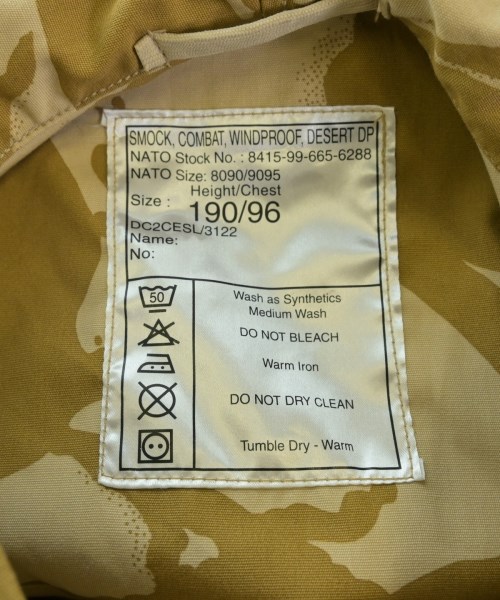 SMOCK, COMBAT, WINDPROOF, DESERT DP
NATO Stock No. : 8415-99-665-6288
NATO Size: 8090/9095
Height/Chest
Size : 190/96
DC2CESL/3122
Name:
No:
50
Wash as Synthetics
Medium Wash
DO NOT BLEACH
Warm Iron
DO NOT DRY CLEAN
Tumble Dry - Warm